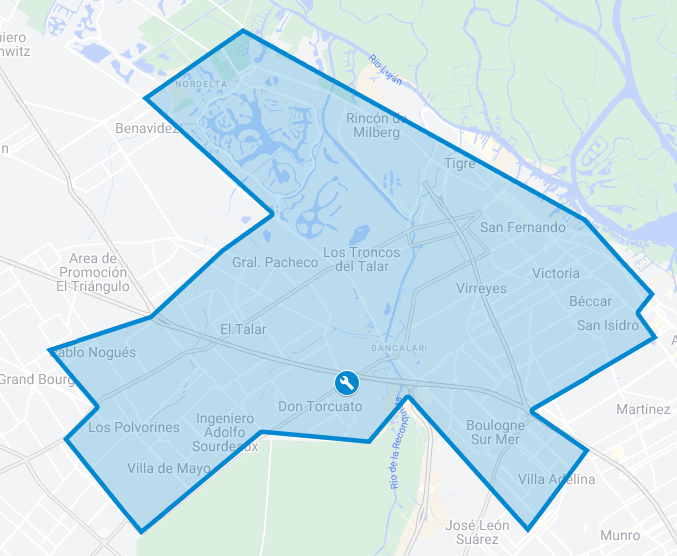 niero
nwitz
NORDELTA
Río Luján
Benavidez
Rincón de
Milberg
Tigre
San Fernando
Area de
Promoción
El Triángulo
Gral. Pacheco
Los Troncos
del Talar
Victoria
Virreyes
Béccar
San Isidro
El Talar
BANCALARI
Pablo Nogués
Grand Bourg
Don Torcuato
Martínez
Los Polvorines
Ingeniero
Adolfo
Sourdeaux
Río de la Reconquista
Boulogne
Sur Mer
Villa de Mayo
Villa Adelina
José León
Suárez
Munro